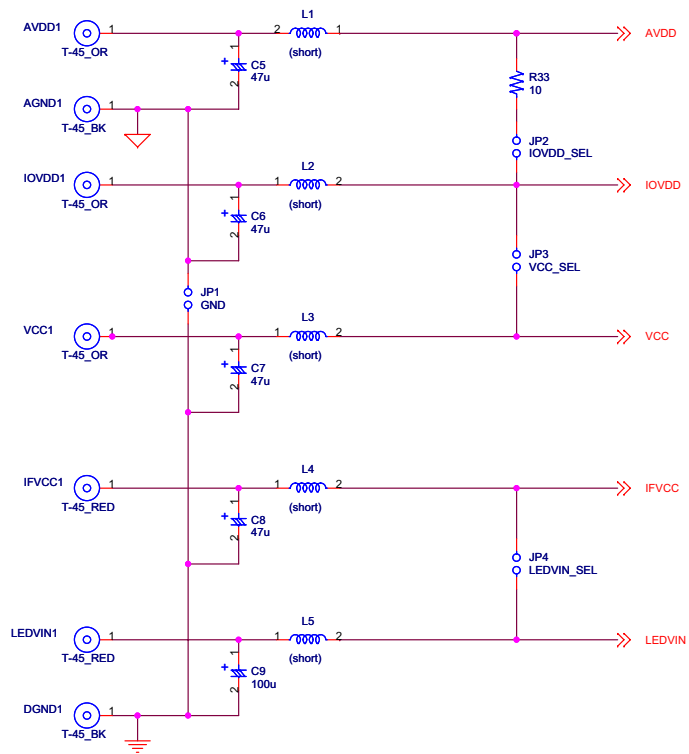 AVDD1
T-45_OR
1
2
L1
1
(short)
AVDD
1
+
C5
47u
2
R33
10
AGND1
1
T-45_BK
JP2
IOVDD_SEL
IOVDD1
1
T-45_OR
1
L2
2
(short)
IOVDD
1
+
C6
47u
2
JP3
VCC_SEL
JP1
GND
VCC1
1
T-45_OR
1
L3
2
(short)
VCC
1
+
C7
47u
2
IFVCC1
1
T-45_RED
1
L4
2
(short)
IFVCC
1
+
C8
47u
2
JP4
LEDVIN_SEL
LEDVIN1
1
T-45_RED
1
L5
2
(short)
LEDVIN
1
+
C9
100u
2
DGND1
1
T-45_BK